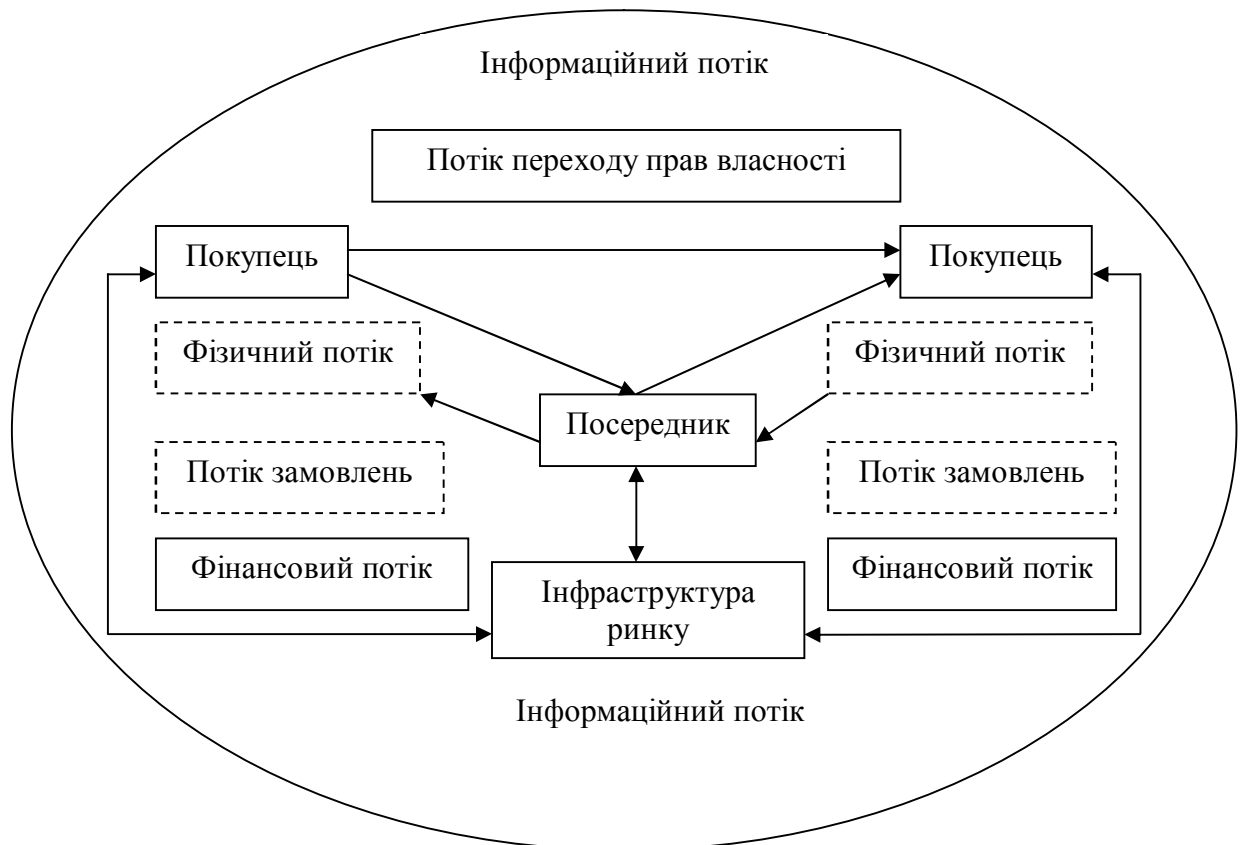 Інформаційний потік
Потік переходу прав власності
Покупець
Покупець
Фізичний потік
Фізичний потік
Посередник
Потік замовлень
Потік замовлень
Фінансовий потік
Інфраструктура
ринку
Фінансовий потік
Інформаційний потік